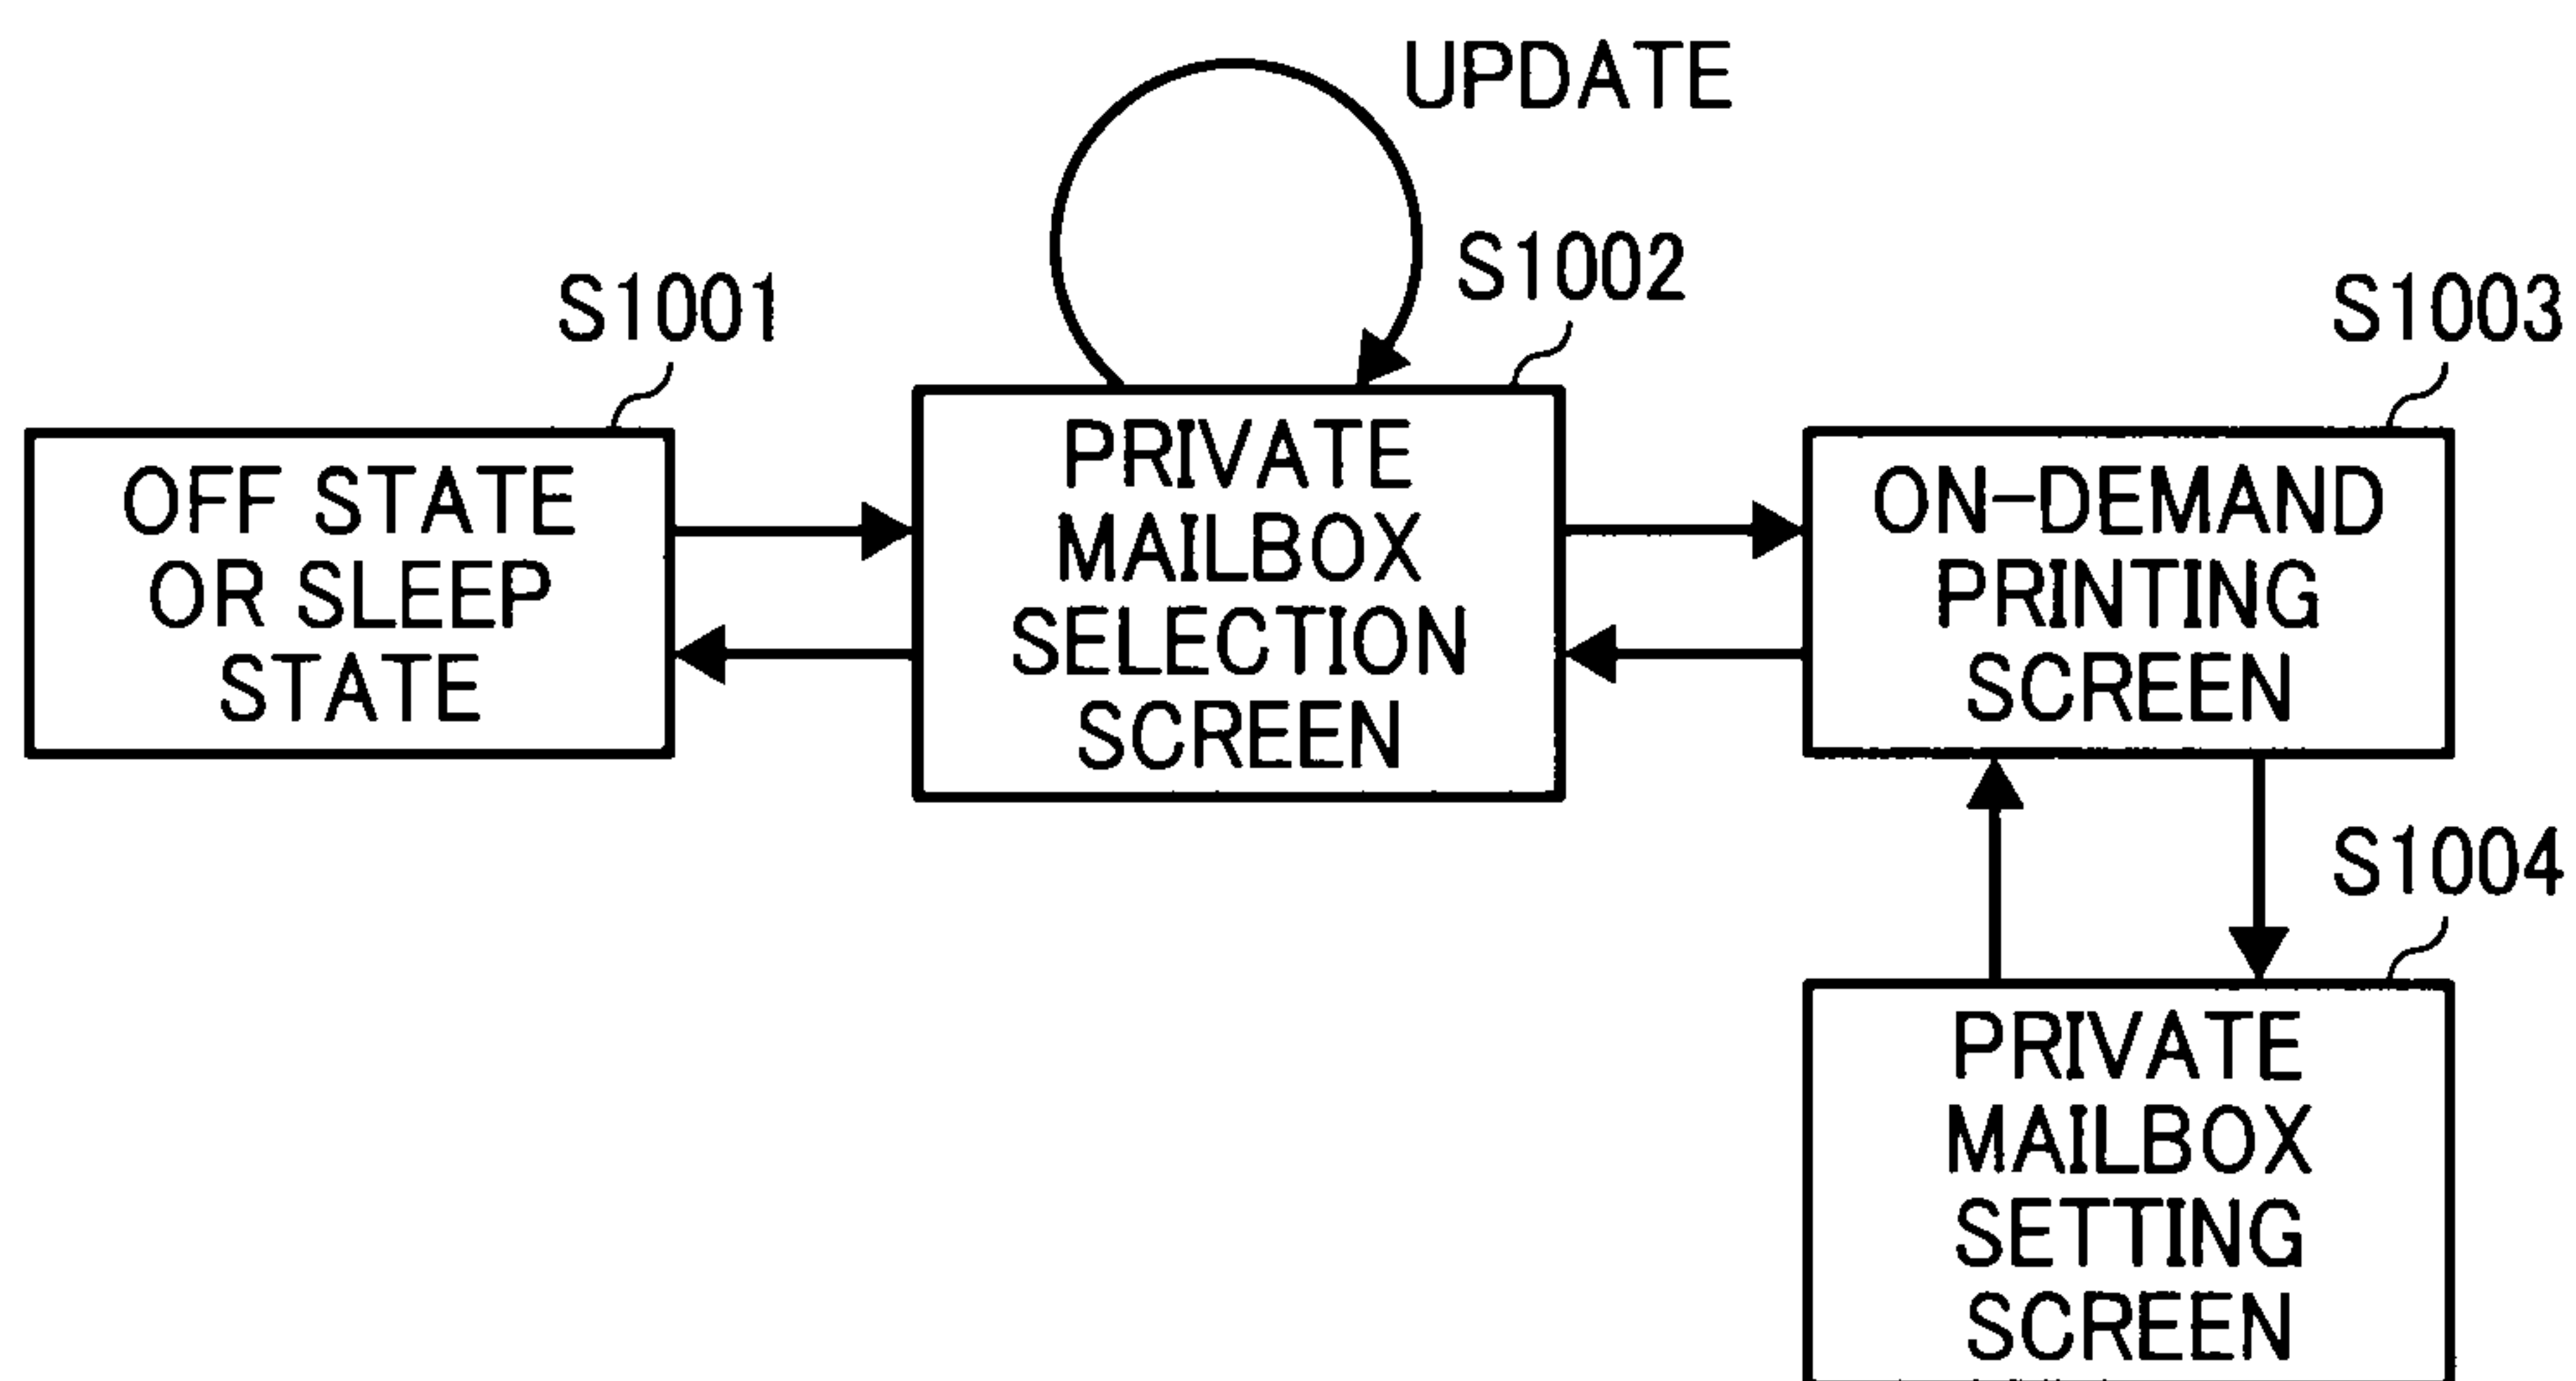 UPDATE
S1001
S1002
S1003
OFF STATE
OR SLEEP
STATE
PRIVATE
MAILBOX
SELECTION
SCREEN
ON-DEMAND
PRINTING
SCREEN
S1004
PRIVATE
MAILBOX
SETTING
SCREEN